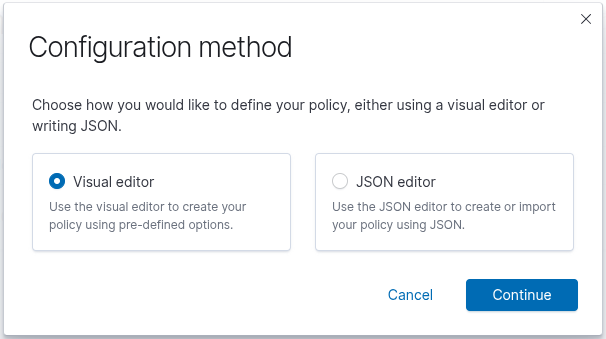 Configuration method
Choose how you would like to define your policy, either using a visual editor or
writing JSON.
Visual editor
Use the visual editor to create your
policy using pre-defined options.
JSON editor
Use the JSON editor to create or import
your policy using JSON.
Cancel
Continue